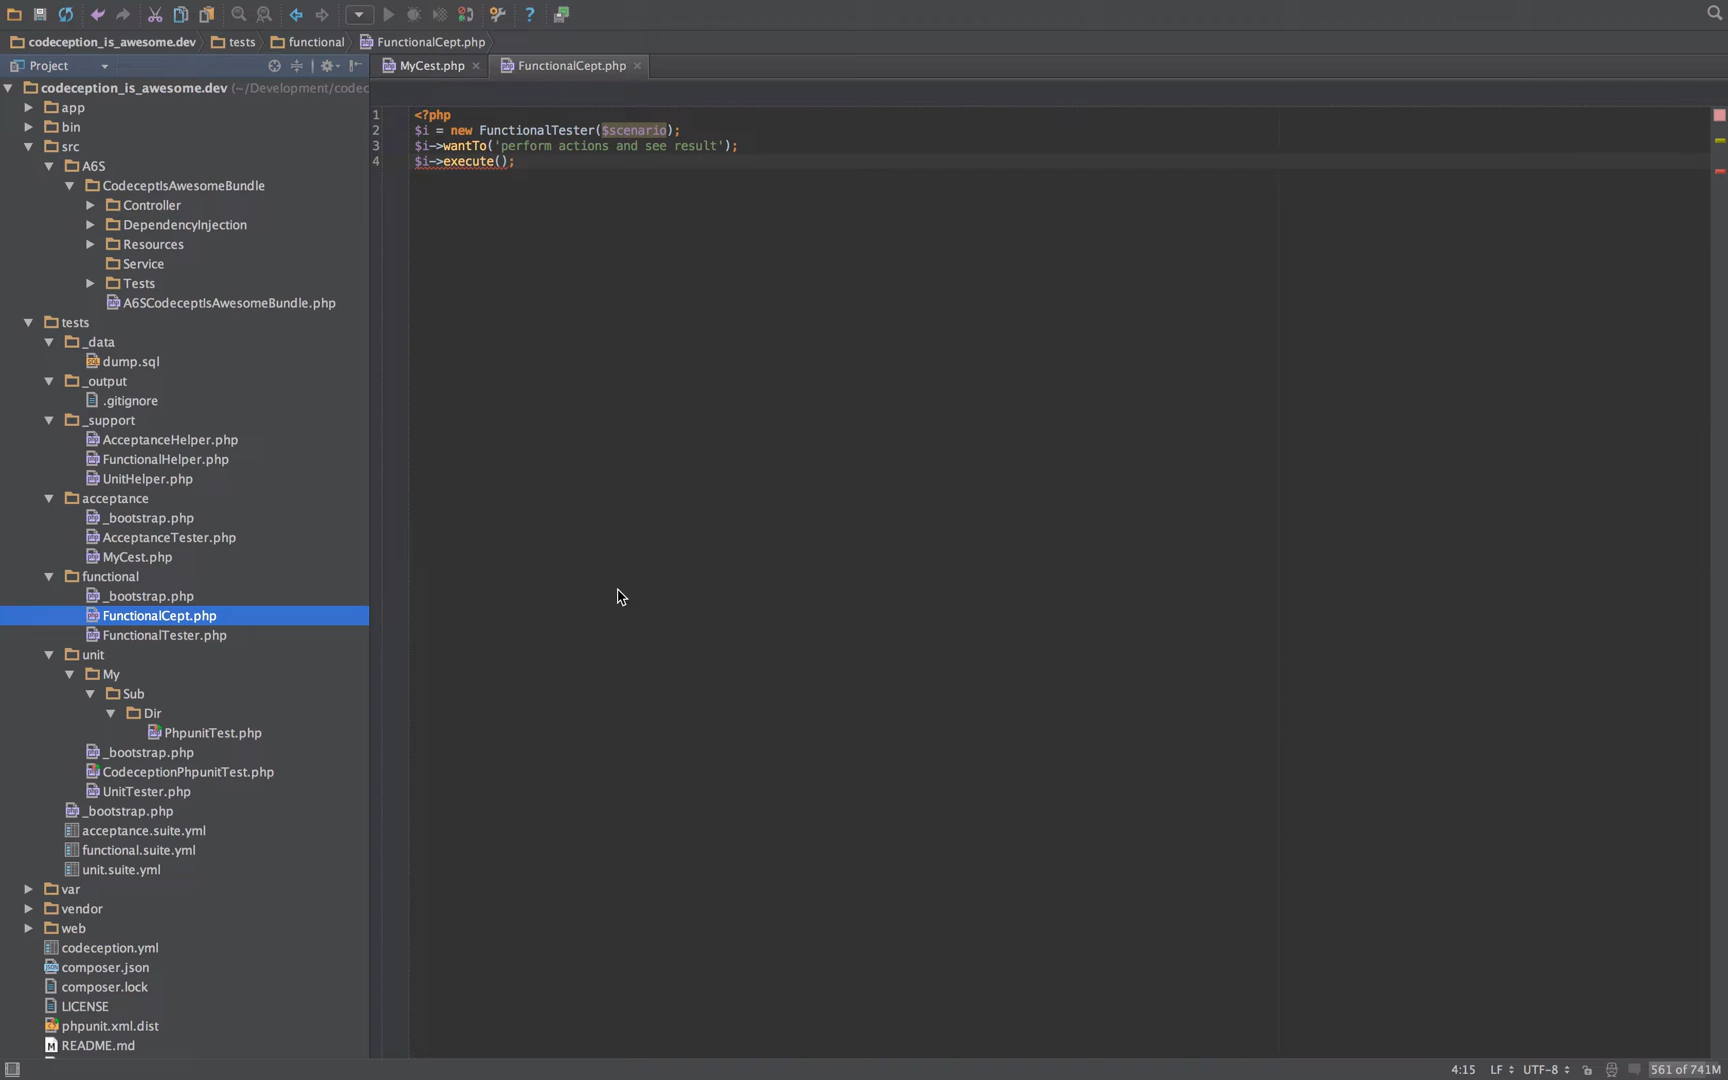 codeception_is_awesome.dev tests functional FunctionalCept.php
Project
MyCest.php FunctionalCept.php
codeception_is_awesome.dev (~/Development/codec
app
bin
src
A6S
CodeceptIsAwesomeBundle
Controller
DependencyInjection
Resources
Service
Tests
A6SCodeceptIsAwesomeBundle.php
tests
_data
dump.sql
_output
.gitignore
_support
AcceptanceHelper.php
FunctionalHelper.php
UnitHelper.php
acceptance
_bootstrap.php
AcceptanceTester.php
MyCest.php
functional
_bootstrap.php
FunctionalCept.php
FunctionalTester.php
unit
My
Sub
Dir
PhpunitTest.php
_bootstrap.php
CodeceptionPhpunitTest.php
UnitTester.php
_bootstrap.php
acceptance.suite.yml
functional.suite.yml
unit.suite.yml
var
vendor
web
codeception.yml
composer.json
composer.lock
LICENSE
phpunit.xml.dist
README.md
1 <?php
2 $i = new FunctionalTester($scenario);
3 $i->wantTo('perform actions and see result');
4 $i->execute();
4:15 LF UTF-8 561 of 741M